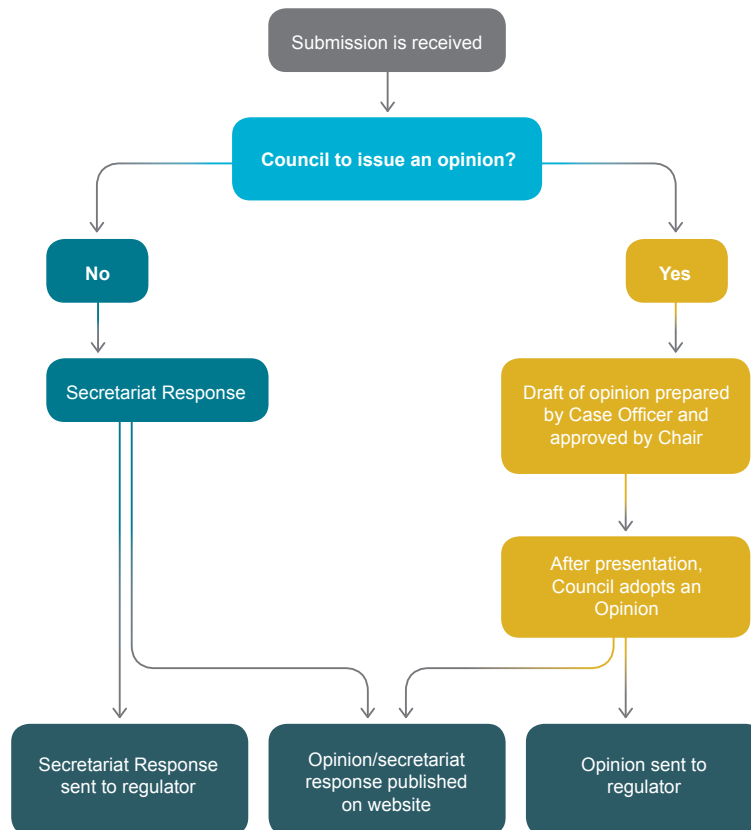 Submission is received
Council to issue an opinion?
No
Yes
Secretariat Response
Draft of opinion prepared
by Case Officer and
approved by Chair
After presentation,
Council adopts an
Opinion
Secretariat Response
sent to regulator
Opinion/secretariat
response published
on website
Opinion sent to
regulator